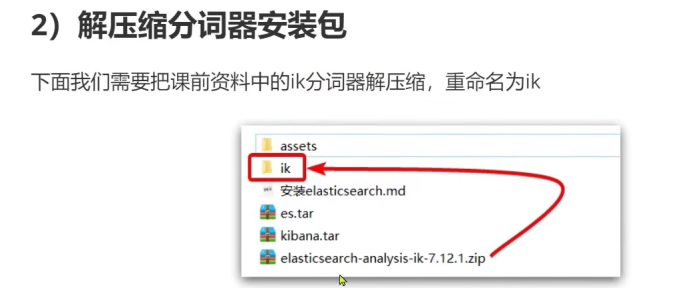 2）解压缩分词器安装包
下面我们需要把课前资料中的ik分词器解压缩，重命名为ik
assets
ik
安装elasticsearch.md
es.tar
kibana.tar
elasticsearch-analysis-ik-7.12.1.zip